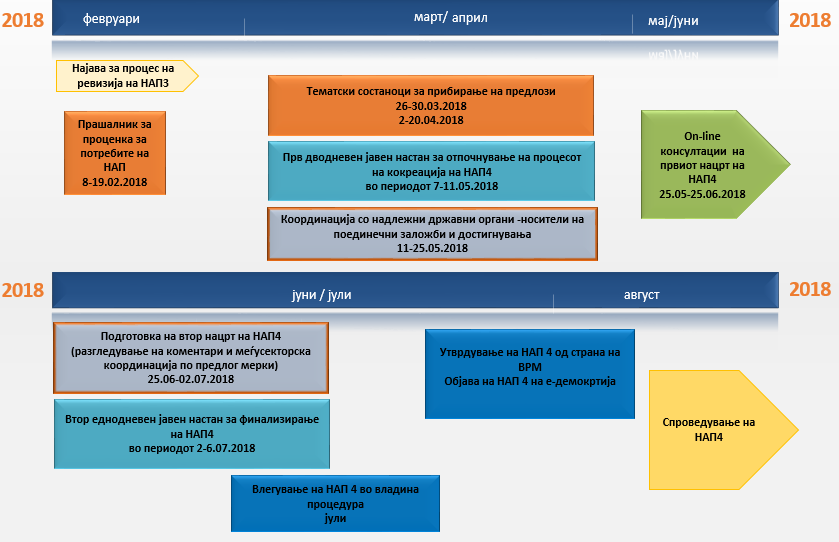 2018
февруари
март/ април
мај/јуни
2018
Најава за процес на
ревизија на НАП3
Прашалник за
проценка за
потребите на
НАП
8-19.02.2018
Тематски состаноци за прибирање на предлози
26-30.03.2018
2-20.04.2018
Прв дводневен јавен настан за отпочнување на процесот
на кокреација на НАП4
во периодот 7-11.05.2018
Координација со надлежни државни органи -носители на
поединечни заложби и достигнувања
11-25.05.2018
On-line
консултации на
првиот нацрт на
НАП4
25.05-25.06.2018
2018
јуни / јули
август
2018
Подготовка на втор нацрт на НАП4
(разгледување на коментари и меѓусекторска
координација по предлог мерки)
25.06-02.07.2018
Втор еднодневен јавен настан за финализирање
на НАП4
во периодот 2-6.07.2018
Влегување на НАП 4 во владина
процедура
јули
Утврдување на НАП 4 од страна на
ВРМ
Објава на НАП 4 на е-демокртија
Спроведување на
НАП4